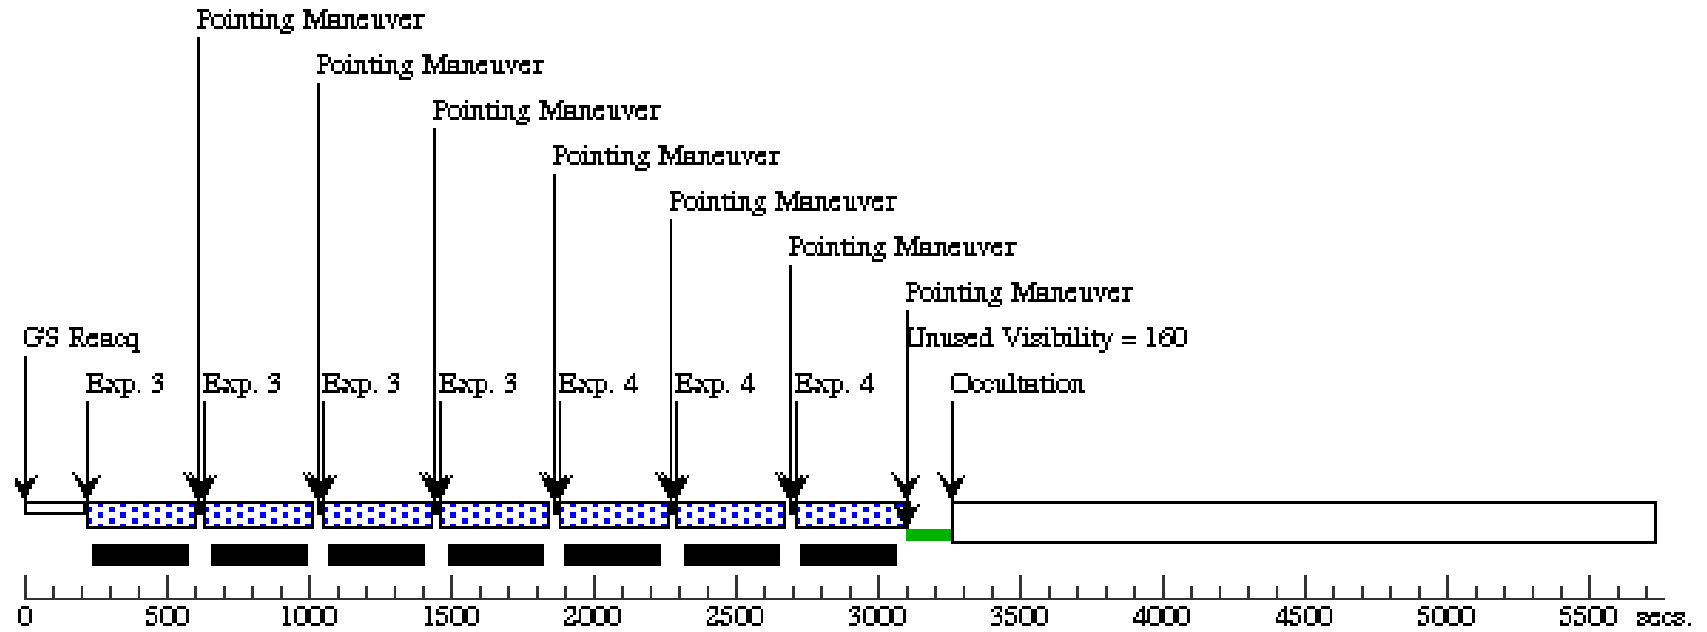 Pointing Maneuver
Pointing Maneuver
Pointing Maneuver
Pointing Maneuver
Pointing Maneuver
Pointing Maneuver
Pointing Maneuver
GS Reacq
Unused Visibility = 160
Exp. 3 Exp. 3 Exp. 3 Exp. 3 Exp. 4 Exp. 4 Exp. 4 Occultation
0 500 1000 1500 2000 2500 3000 3500 4000 4500 5000 5500 secs.